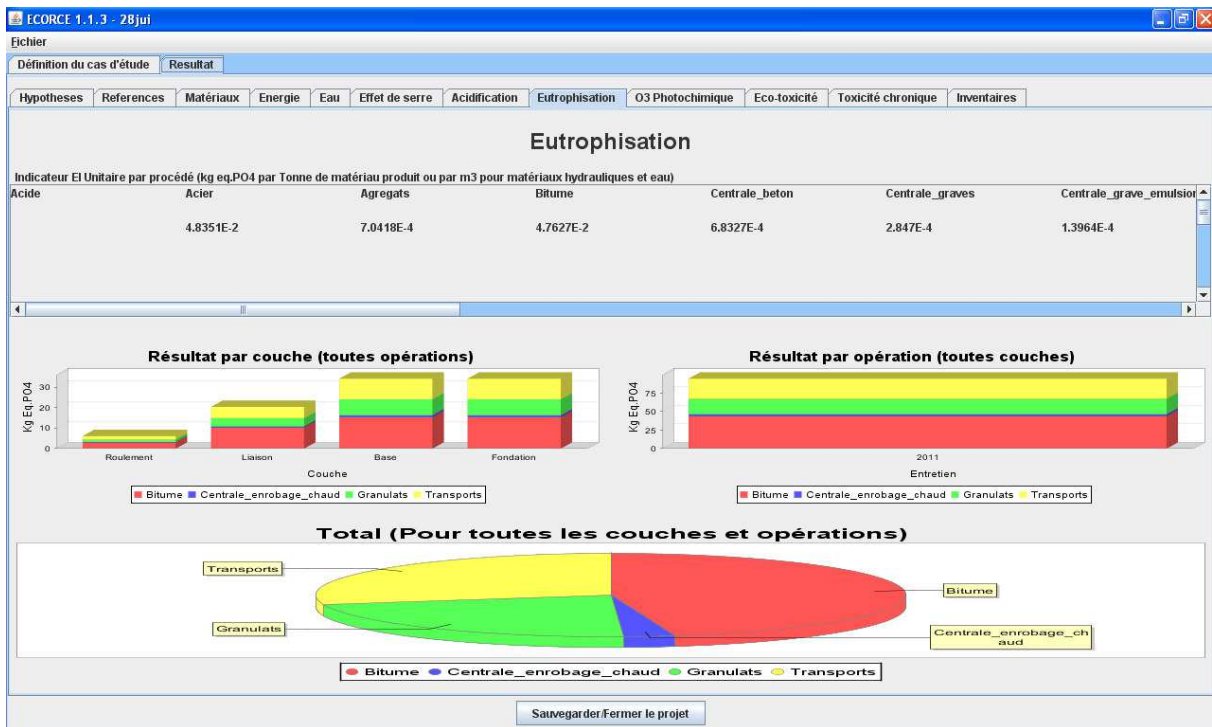 ECORCE 1.1.3 - 28jui
Fichier
Définition du cas d'étude Resultat
Hypotheses References Matériaux Energie Eau Effet de serre Acidification Eutrophisation O3 Photochimique Eco-toxicité Toxicité chronique Inventaires
Eutrophisation
Indicateur EI Unitaire par procédé (kg eq.PO4 par Tonne de matériau produit ou par m3 pour matériaux hydrauliques et eau)
Acide Acier Agregats Bitume Centrale_beton Centrale_graves Centrale_grave_emulsion
4.8351E-2 7.0418E-4 4.7627E-2 6.8327E-4 2.847E-4 1.3964E-4
Résultat par couche (toutes opérations)
Kg Eq.PO4
30
20
10
0
Roulement Liaison Base Fondation
Couche
Bitume Centrale_enrobage_chaud Granulats Transports
Résultat par opération (toutes couches)
Kg Eq.PO4
75
50
25
0
2011
Entretien
Bitume Centrale_enrobage_chaud Granulats Transports
Total (Pour toutes les couches et opérations)
Transports
Bitume
Granulats
Centrale_enrobage_ch
aud
Bitume Centrale_enrobage_chaud Granulats Transports
Sauvegarder/Fermer le projet